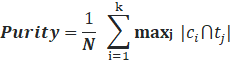 Purity = 1/N ∑_{i=1}^{k} max_j |c_i ∩ t_j|